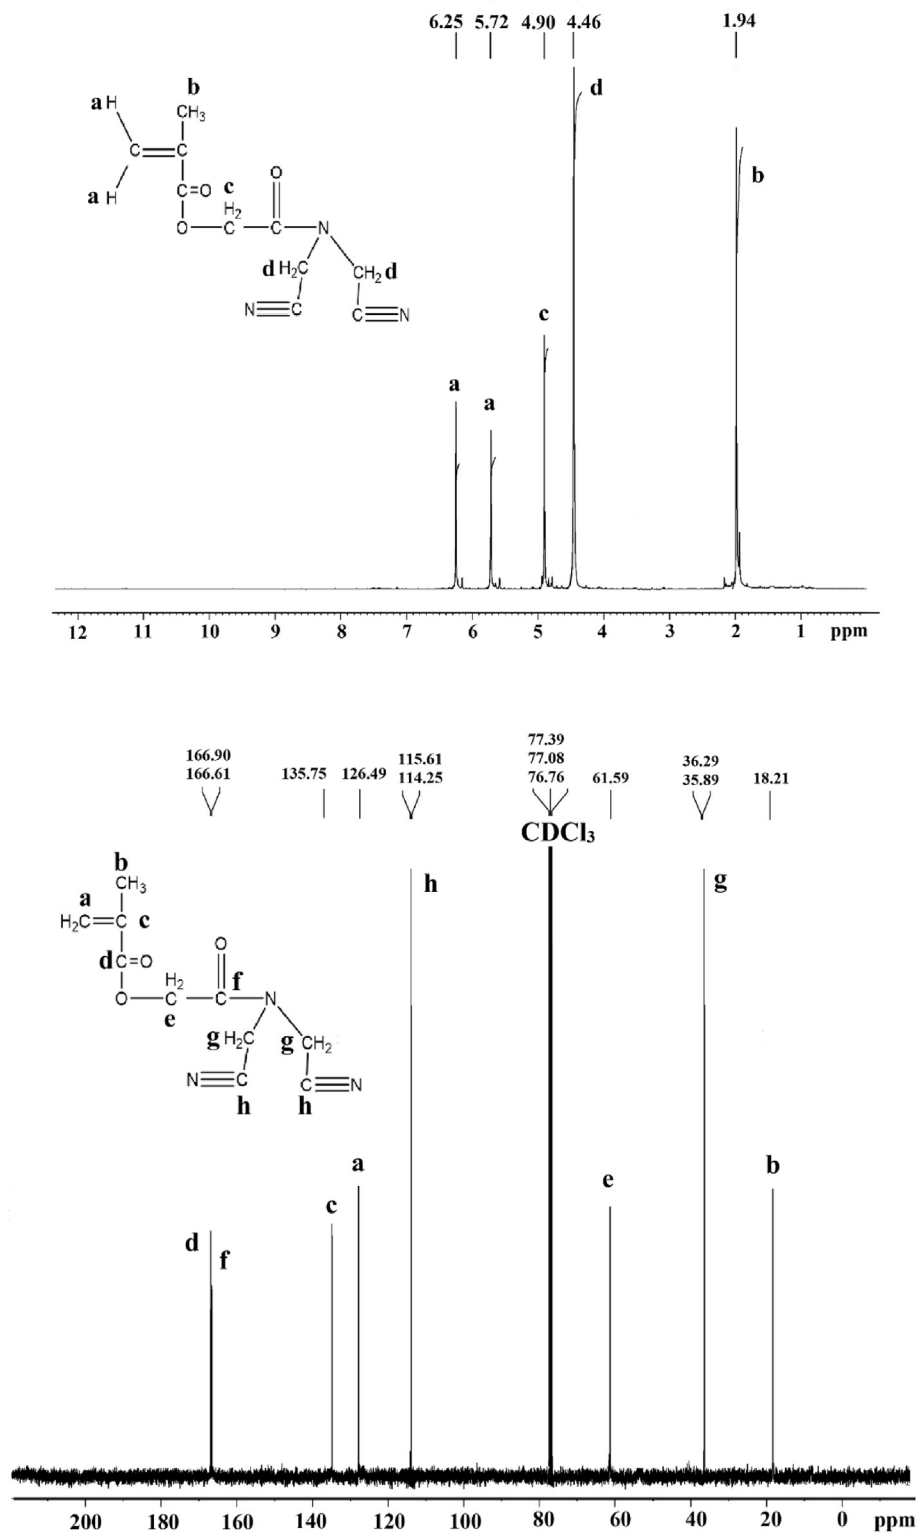 6.25 5.72 4.90 4.46 1.94
d
b
a H
CH₃
C C
b
a H
C=O
c
O
H₂
O C C N
d H₂C CH₂ d
N C C N
c
a
a
12 11 10 9 8 7 6 5 4 3 2 1 ppm
77.39
166.90 115.61 77.08 36.29
166.61 135.75 126.49 114.25 76.76 61.59 35.89 18.21
CDCl₃
b
CH₃
h g
a
H₂C C c
O
d C=O
H₂ f
O C C N
e
g H₂C g CH₂
N C C N
h h
a b
e
c
d
f
200 180 160 140 120 100 80 60 40 20 0 ppm